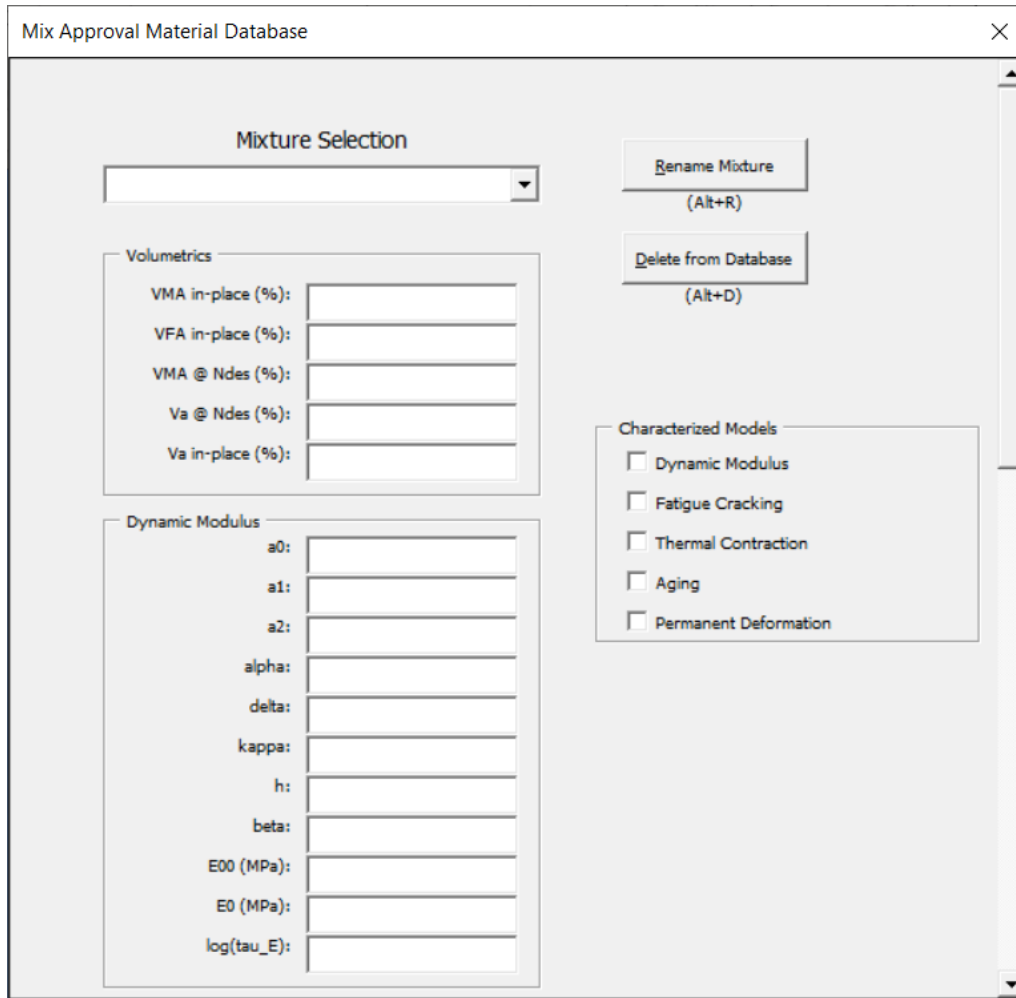 Mix Approval Material Database
Mixture Selection
Rename Mixture
(Alt+R)
Delete from Database
(Alt+D)
Volumetrics
VMA in-place (%):
VFA in-place (%):
VMA @ Ndes (%):
Va @ Ndes (%):
Va in-place (%):
Characterized Models
Dynamic Modulus
Fatigue Cracking
Thermal Contraction
Aging
Permanent Deformation
Dynamic Modulus
a0:
a1:
a2:
alpha:
delta:
kappa:
h:
beta:
E00 (MPa):
E0 (MPa):
log(tau_E):